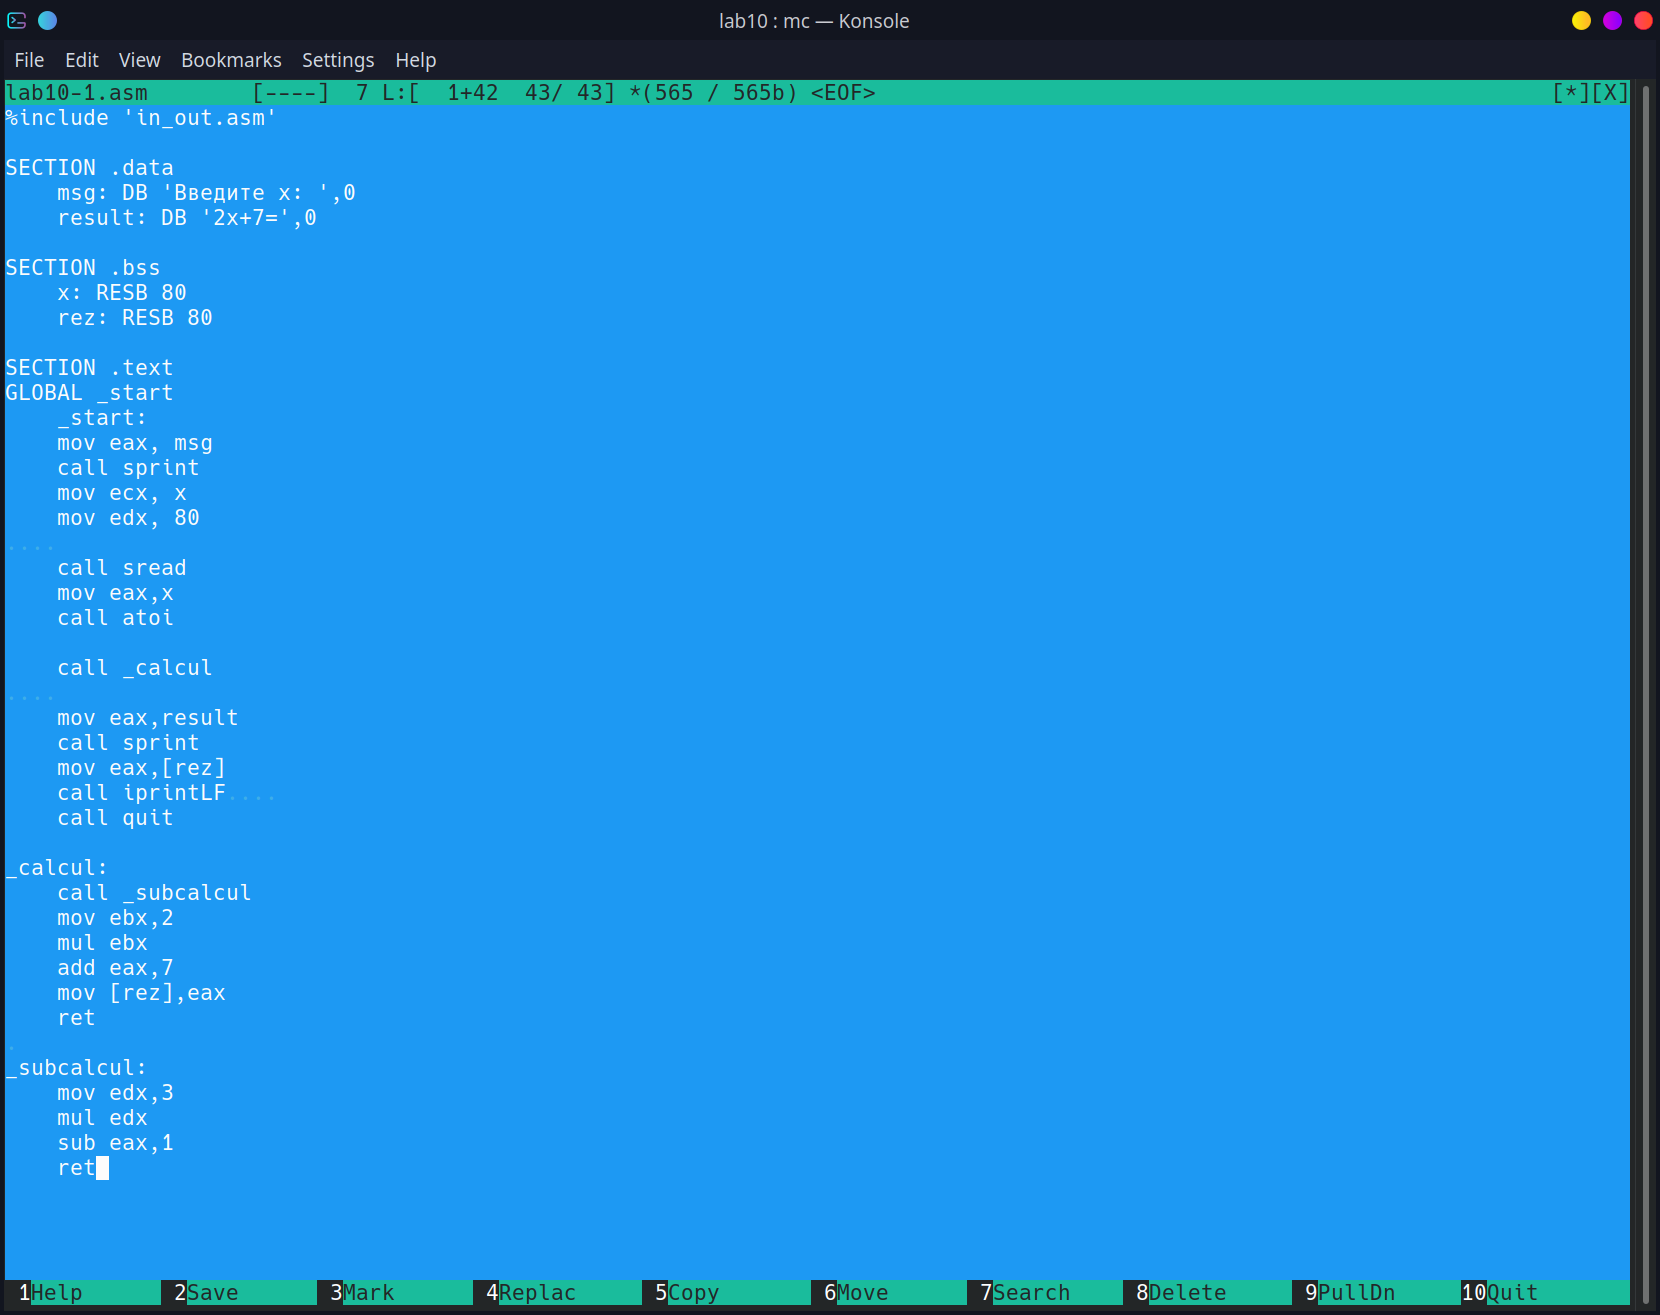 lab10 : mc — Konsole
File Edit View Bookmarks Settings Help
lab10-1.asm [----] 7 L:[ 1+42 43/ 43] *(565 / 565b) <EOF> [*][X]
%include 'in_out.asm'
SECTION .data
msg: DB 'Введите x: ',0
result: DB '2x+7=',0
SECTION .bss
x: RESB 80
rez: RESB 80
SECTION .text
GLOBAL _start
_start:
mov eax, msg
call sprint
mov ecx, x
mov edx, 80
....
call sread
mov eax,x
call atoi
call _calcul
....
mov eax,result
call sprint
mov eax,[rez]
call iprintLF....
call quit
_calcul:
call _subcalcul
mov ebx,2
mul ebx
add eax,7
mov [rez],eax
ret
.
_subcalcul:
mov edx,3
mul edx
sub eax,1
ret
1Help 2Save 3Mark 4Replac 5Copy 6Move 7Search 8Delete 9PullDn 10Quit